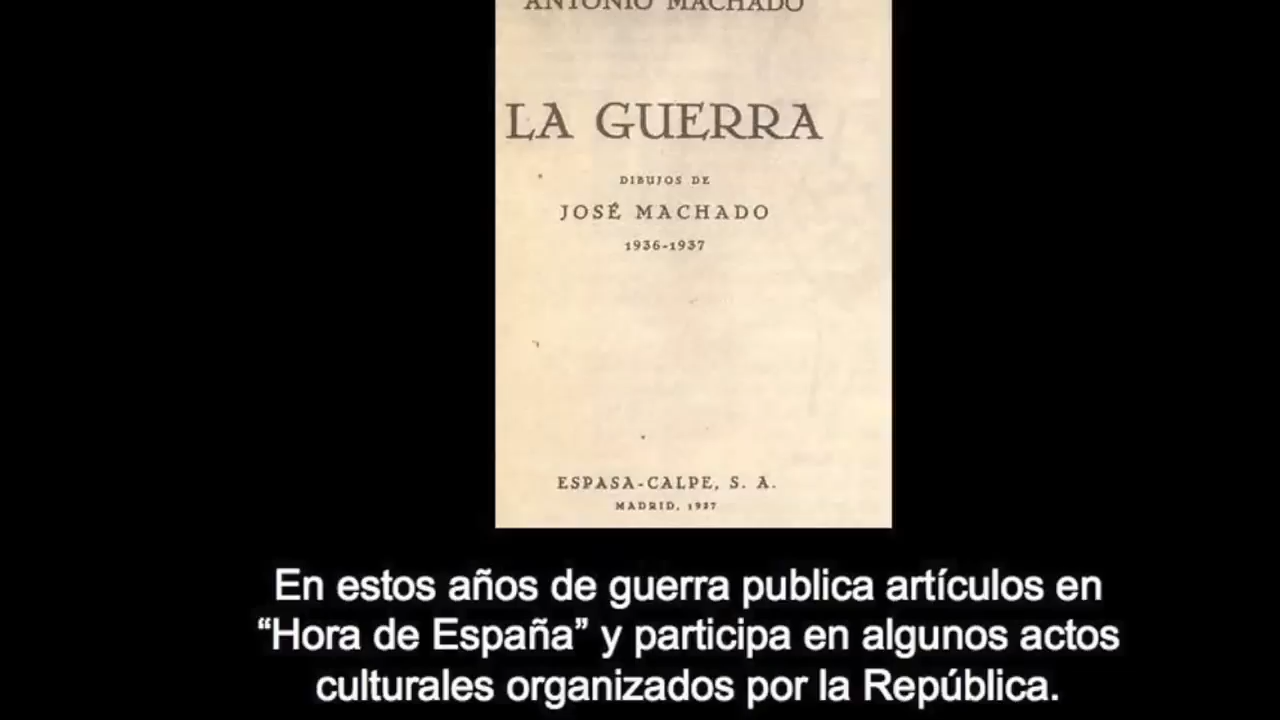 ANTONIO MACHADO
LA GUERRA
DIBUJOS DE
JOSÉ MACHADO
1936-1937
ESPASA-CALPE, S. A.
MADRID, 1937
En estos años de guerra publica artículos en
“Hora de España” y participa en algunos actos
culturales organizados por la República.